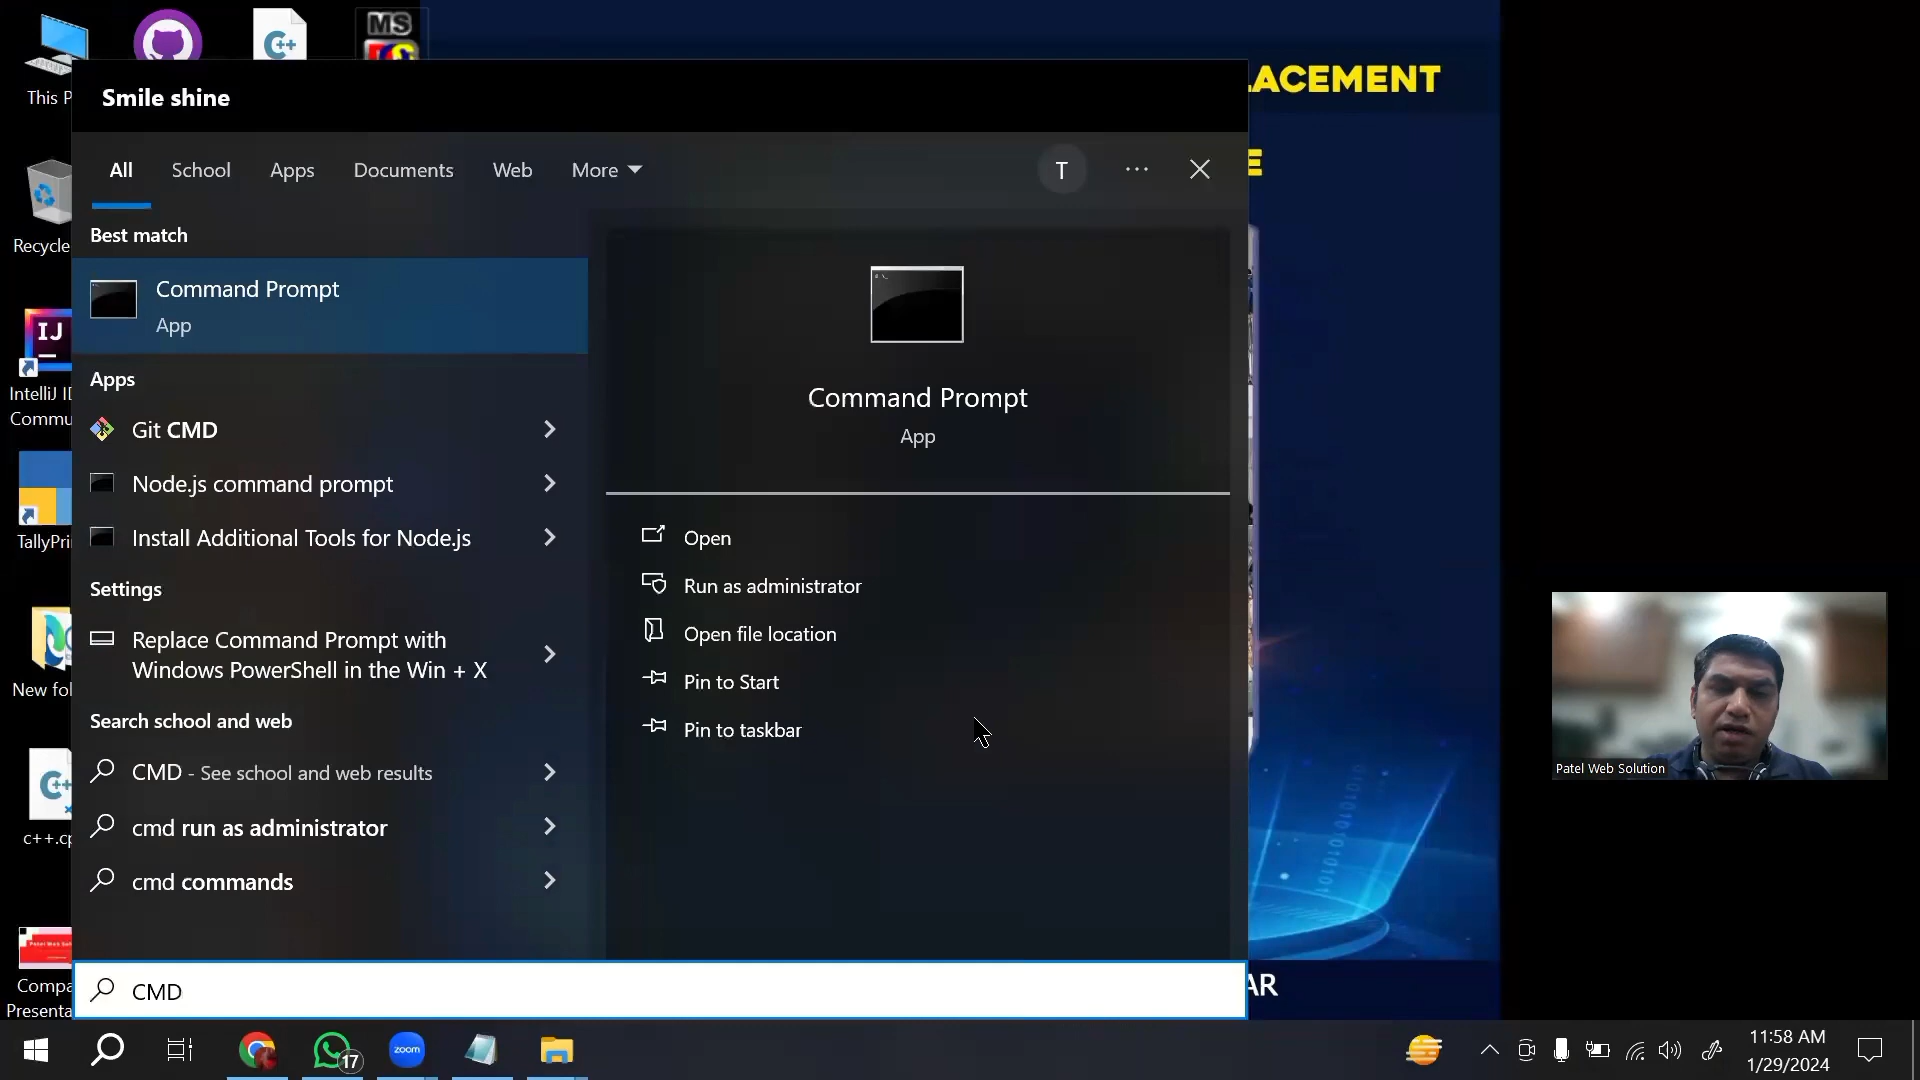 MS
This P
Smile shine
ACEMENT
All School Apps Documents Web More
T
Best match
Command Prompt
App
Apps
Git CMD
Node.js command prompt
Install Additional Tools for Node.js
Settings
Replace Command Prompt with
Windows PowerShell in the Win + X
Search school and web
CMD - See school and web results
cmd run as administrator
cmd commands
CMD
Command Prompt
App
Open
Run as administrator
Open file location
Pin to Start
Pin to taskbar
Recycle
IJ
IntelliJ ID
Commu
TallyPri
New fol
C++
c++.cp
Compa
Presenta
E
AR
Patel Web Solution
17
zoom
11:58 AM
1/29/2024